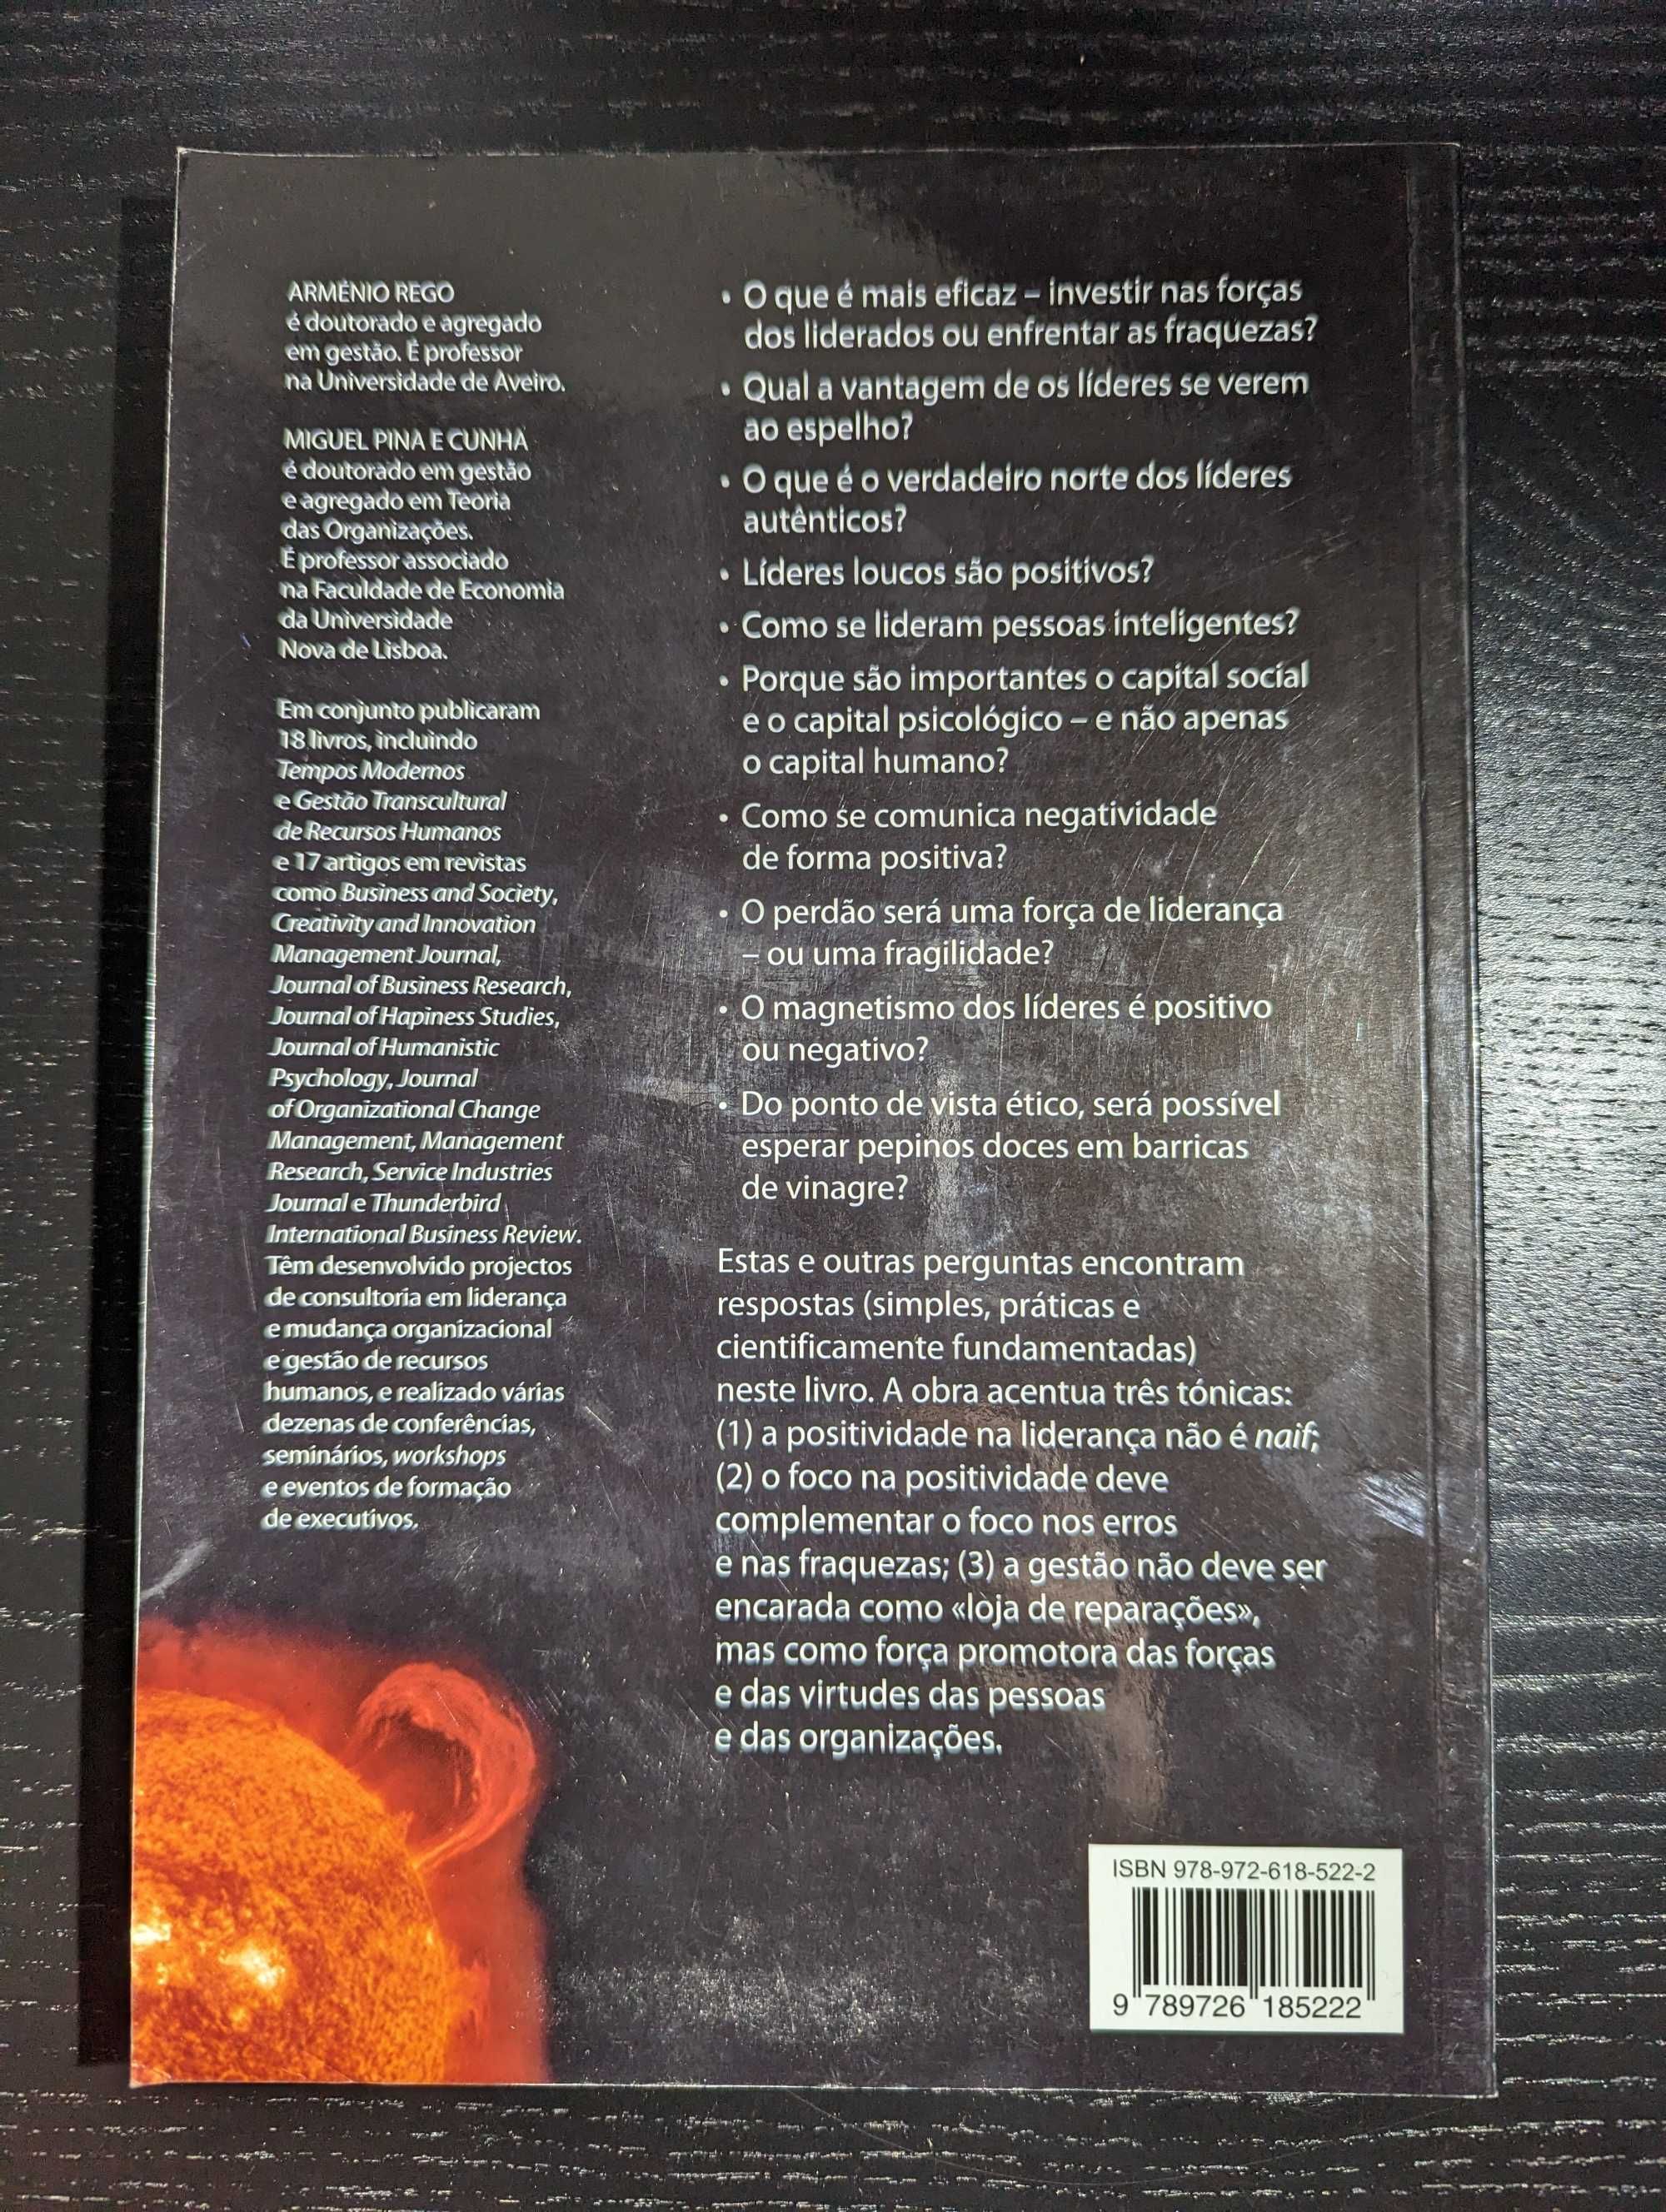 ARMÉNIO REGO
é doutorado e agregado
em gestão. É professor
na Universidade de Aveiro.
MIGUEL PINA E CUNHA
é doutorado em gestão
e agregado em Teoria
das Organizações.
É professor associado
na Faculdade de Economia
da Universidade
Nova de Lisboa.
Em conjunto publicaram
18 livros, incluindo
Tempos Modernos
e Gestão Transcultural
de Recursos Humanos
e 17 artigos em revistas
como Business and Society,
Creativity and Innovation
Management Journal,
Journal of Business Research,
Journal of Hapiness Studies,
Journal of Humanistic
Psychology, Journal
of Organizational Change
Management, Management
Research, Service Industries
Journal e Thunderbird
International Business Review.
Têm desenvolvido projectos
de consultoria em liderança
e mudança organizacional
e gestão de recursos
humanos, e realizado várias
dezenas de conferências,
seminários, workshops
e eventos de formação
de executivos.
• O que é mais eficaz – investir nas forças
dos liderados ou enfrentar as fraquezas?
• Qual a vantagem de os líderes se verem
ao espelho?
• O que é o verdadeiro norte dos líderes
autênticos?
• Líderes loucos são positivos?
• Como se lideram pessoas inteligentes?
• Porque são importantes o capital social
e o capital psicológico – e não apenas
o capital humano?
• Como se comunica negatividade
de forma positiva?
• O perdão será uma força de liderança
– ou uma fragilidade?
• O magnetismo dos líderes é positivo
ou negativo?
• Do ponto de vista ético, será possível
esperar pepinos doces em barricas
de vinagre?
Estas e outras perguntas encontram
respostas (simples, práticas e
cientificamente fundamentadas)
neste livro. A obra acentua três tónicas:
(1) a positividade na liderança não é naif;
(2) o foco na positividade deve
complementar o foco nos erros
e nas fraquezas; (3) a gestão não deve ser
encarada como «loja de reparações»,
mas como força promotora das forças
e das virtudes das pessoas
e das organizações.
ISBN 978-972-618-522-2
9 789726 185222